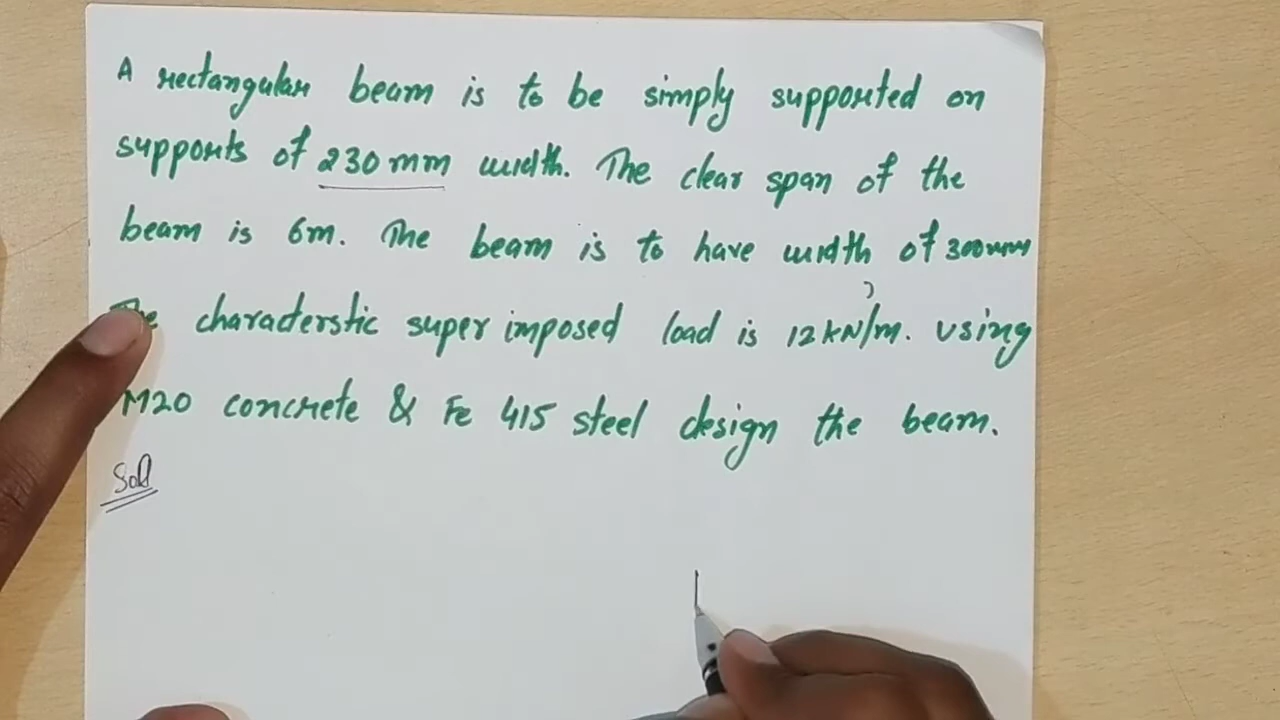 A rectangular beam is to be simply supported on
supports of 230 mm width. The clear span of the
beam is 6m. The beam is to have width of 300mm
The characterstic super imposed load is 12 kN/m. using
M20 concrete & Fe 415 steel design the beam.
Sol